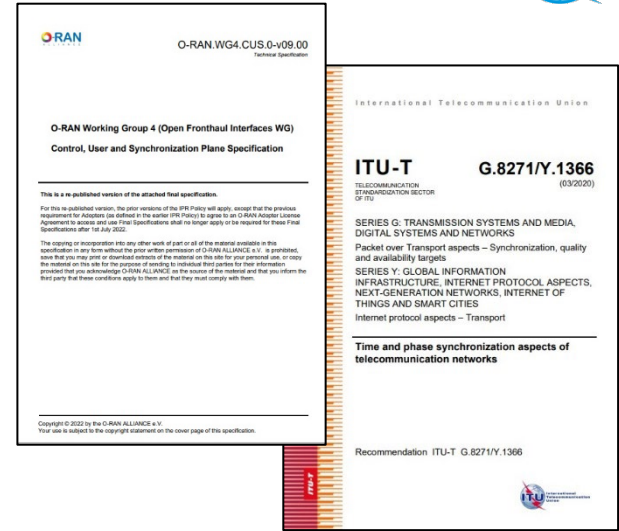 O-RAN
ALLIANCE
O-RAN.WG4.CUS.0-v09.00
Technical Specification
O-RAN Working Group 4 (Open Fronthaul Interfaces WG)
Control, User and Synchronization Plane Specification
This is a re-published version of the attached final specification.
For this re-published version, the prior versions of the IPR Policy will apply, except that the previous
requirement for Adopters (as defined in the earlier IPR Policy) to agree to an O-RAN Adopter License
Agreement to access and use Final Specifications shall no longer apply or be required for these Final
Specifications after 1st July 2022.
The copying or incorporation into any other work of part or all of the material available in this
specification in any form without the prior written permission of O-RAN ALLIANCE e.V. is prohibited,
save that you may print or download extracts of the material on this site for your personal use, or copy
the material on this site for the purpose of sending to individual third parties for their information
provided that you acknowledge O-RAN ALLIANCE as the source of the material and that you inform the
third party that these conditions apply to them and that they must comply with them.
Copyright © 2022 by the O-RAN ALLIANCE e.V.
Your use is subject to the copyright statement on the cover page of this specification.
International Telecommunication Union
ITU-T
G.8271/Y.1366
TELECOMMUNICATION
STANDARDIZATION SECTOR
OF ITU
(03/2020)
SERIES G: TRANSMISSION SYSTEMS AND MEDIA,
DIGITAL SYSTEMS AND NETWORKS
Packet over Transport aspects – Synchronization, quality
and availability targets
SERIES Y: GLOBAL INFORMATION
INFRASTRUCTURE, INTERNET PROTOCOL ASPECTS,
NEXT-GENERATION NETWORKS, INTERNET OF
THINGS AND SMART CITIES
Internet protocol aspects – Transport
Time and phase synchronization aspects of
telecommunication networks
Recommendation ITU-T G.8271/Y.1366
ITU-T
ITU
International
Telecommunication
Union